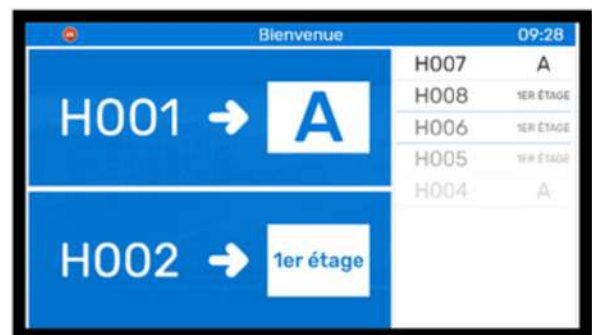 Bienvenue 09:28
H001 → A
H002 → 1er étage
H007 A
H008 1ER ÉTAGE
H006 1ER ÉTAGE
H005 1ER ÉTAGE
H004 A